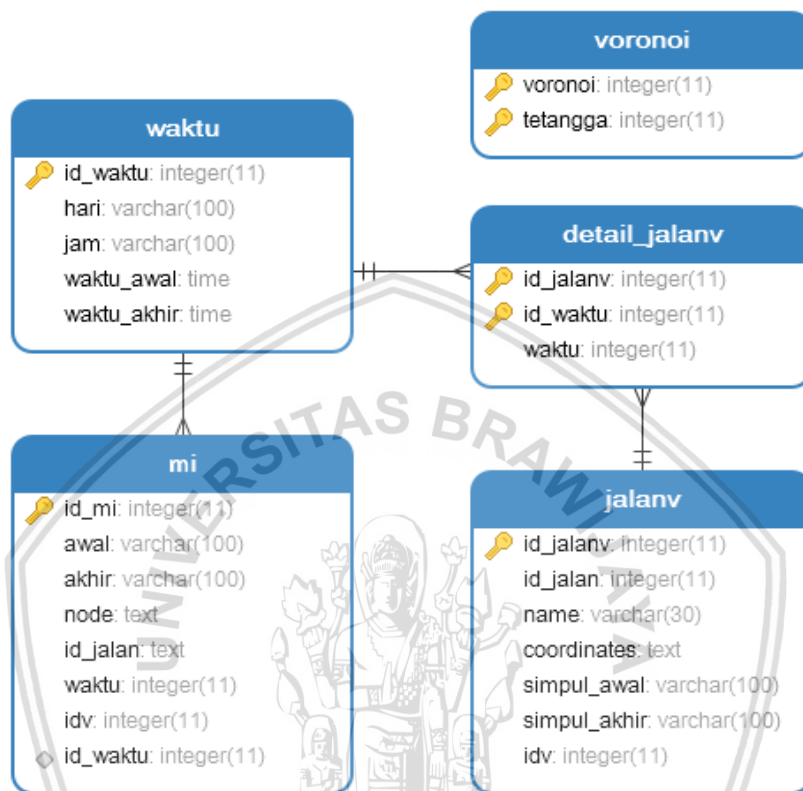 voronoi
voronoi: integer(11)
tetangga: integer(11)
waktu
id_waktu: integer(11)
hari: varchar(100)
jam: varchar(100)
waktu_awal: time
waktu_akhir: time
detail_jalanv
id_jalanv: integer(11)
id_waktu: integer(11)
waktu: integer(11)
mi
id_mi: integer(11)
awal: varchar(100)
akhir: varchar(100)
node: text
id_jalan: text
waktu: integer(11)
idv: integer(11)
id_waktu: integer(11)
jalanv
id_jalanv: integer(11)
id_jalan: integer(11)
name: varchar(30)
coordinates: text
simpul_awal: varchar(100)
simpul_akhir: varchar(100)
idv: integer(11)
UNIVERSITAS BRAWIJAYA